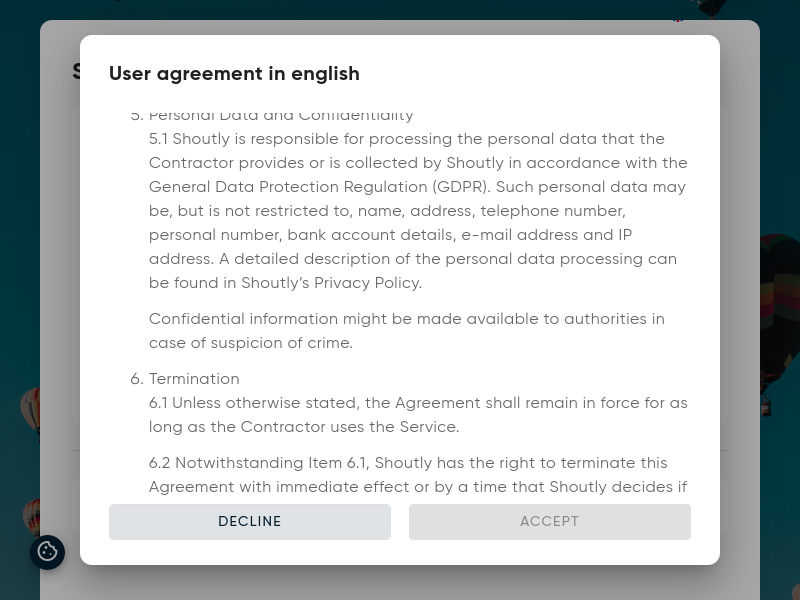 S
User agreement in english
5. Personal Data and Confidentiality
5.1 Shoutly is responsible for processing the personal data that the
Contractor provides or is collected by Shoutly in accordance with the
General Data Protection Regulation (GDPR). Such personal data may
be, but is not restricted to, name, address, telephone number,
personal number, bank account details, e-mail address and IP
address. A detailed description of the personal data processing can
be found in Shoutly’s Privacy Policy.
Confidential information might be made available to authorities in
case of suspicion of crime.
6. Termination
6.1 Unless otherwise stated, the Agreement shall remain in force for as
long as the Contractor uses the Service.
6.2 Notwithstanding Item 6.1, Shoutly has the right to terminate this
Agreement with immediate effect or by a time that Shoutly decides if
DECLINE
ACCEPT